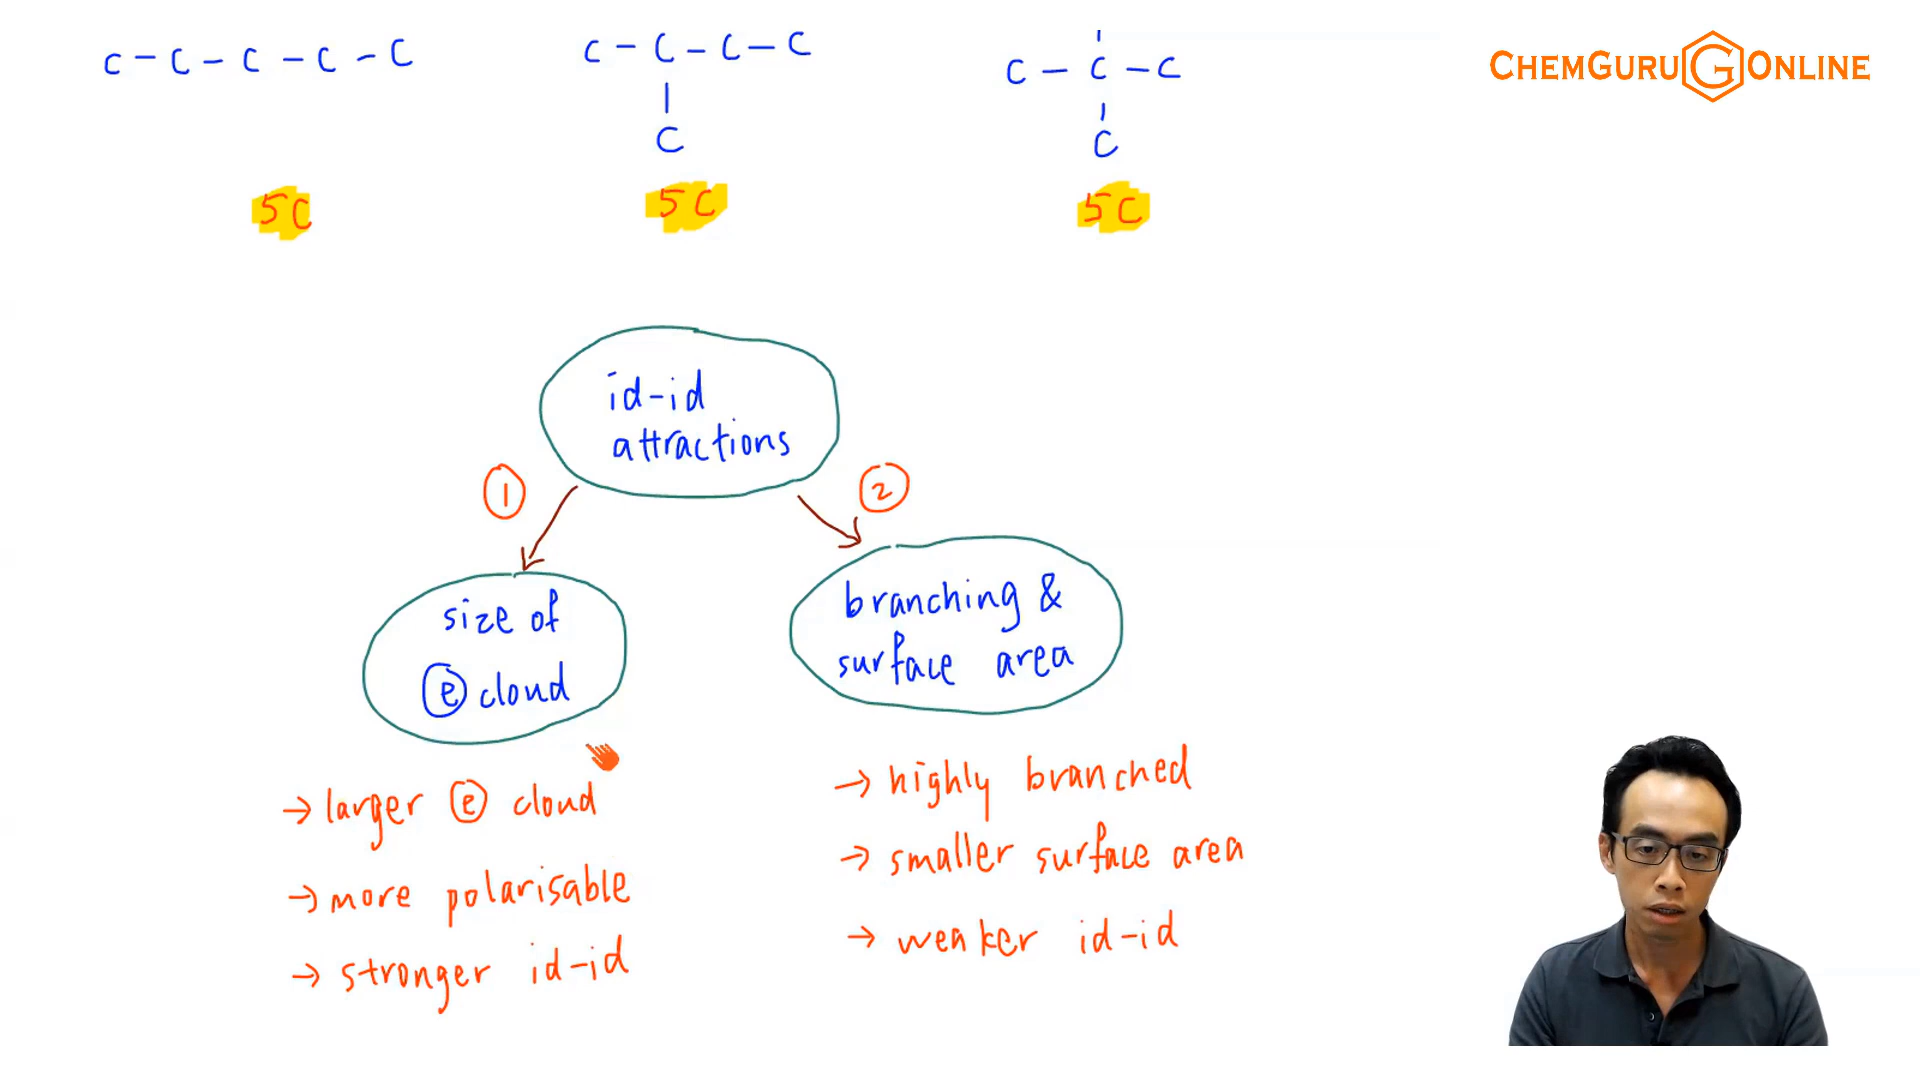 C - C - C - C - C
C - C - C - C
|
C
C - C - C
|
C
5C
5C
5C
CHEMGURU G ONLINE
id-id
attractions
1
2
size of
e cloud
branching &
surface area
→ larger e cloud
→ more polarisable
→ stronger id-id
→ highly branched
→ smaller surface area
→ weaker id-id